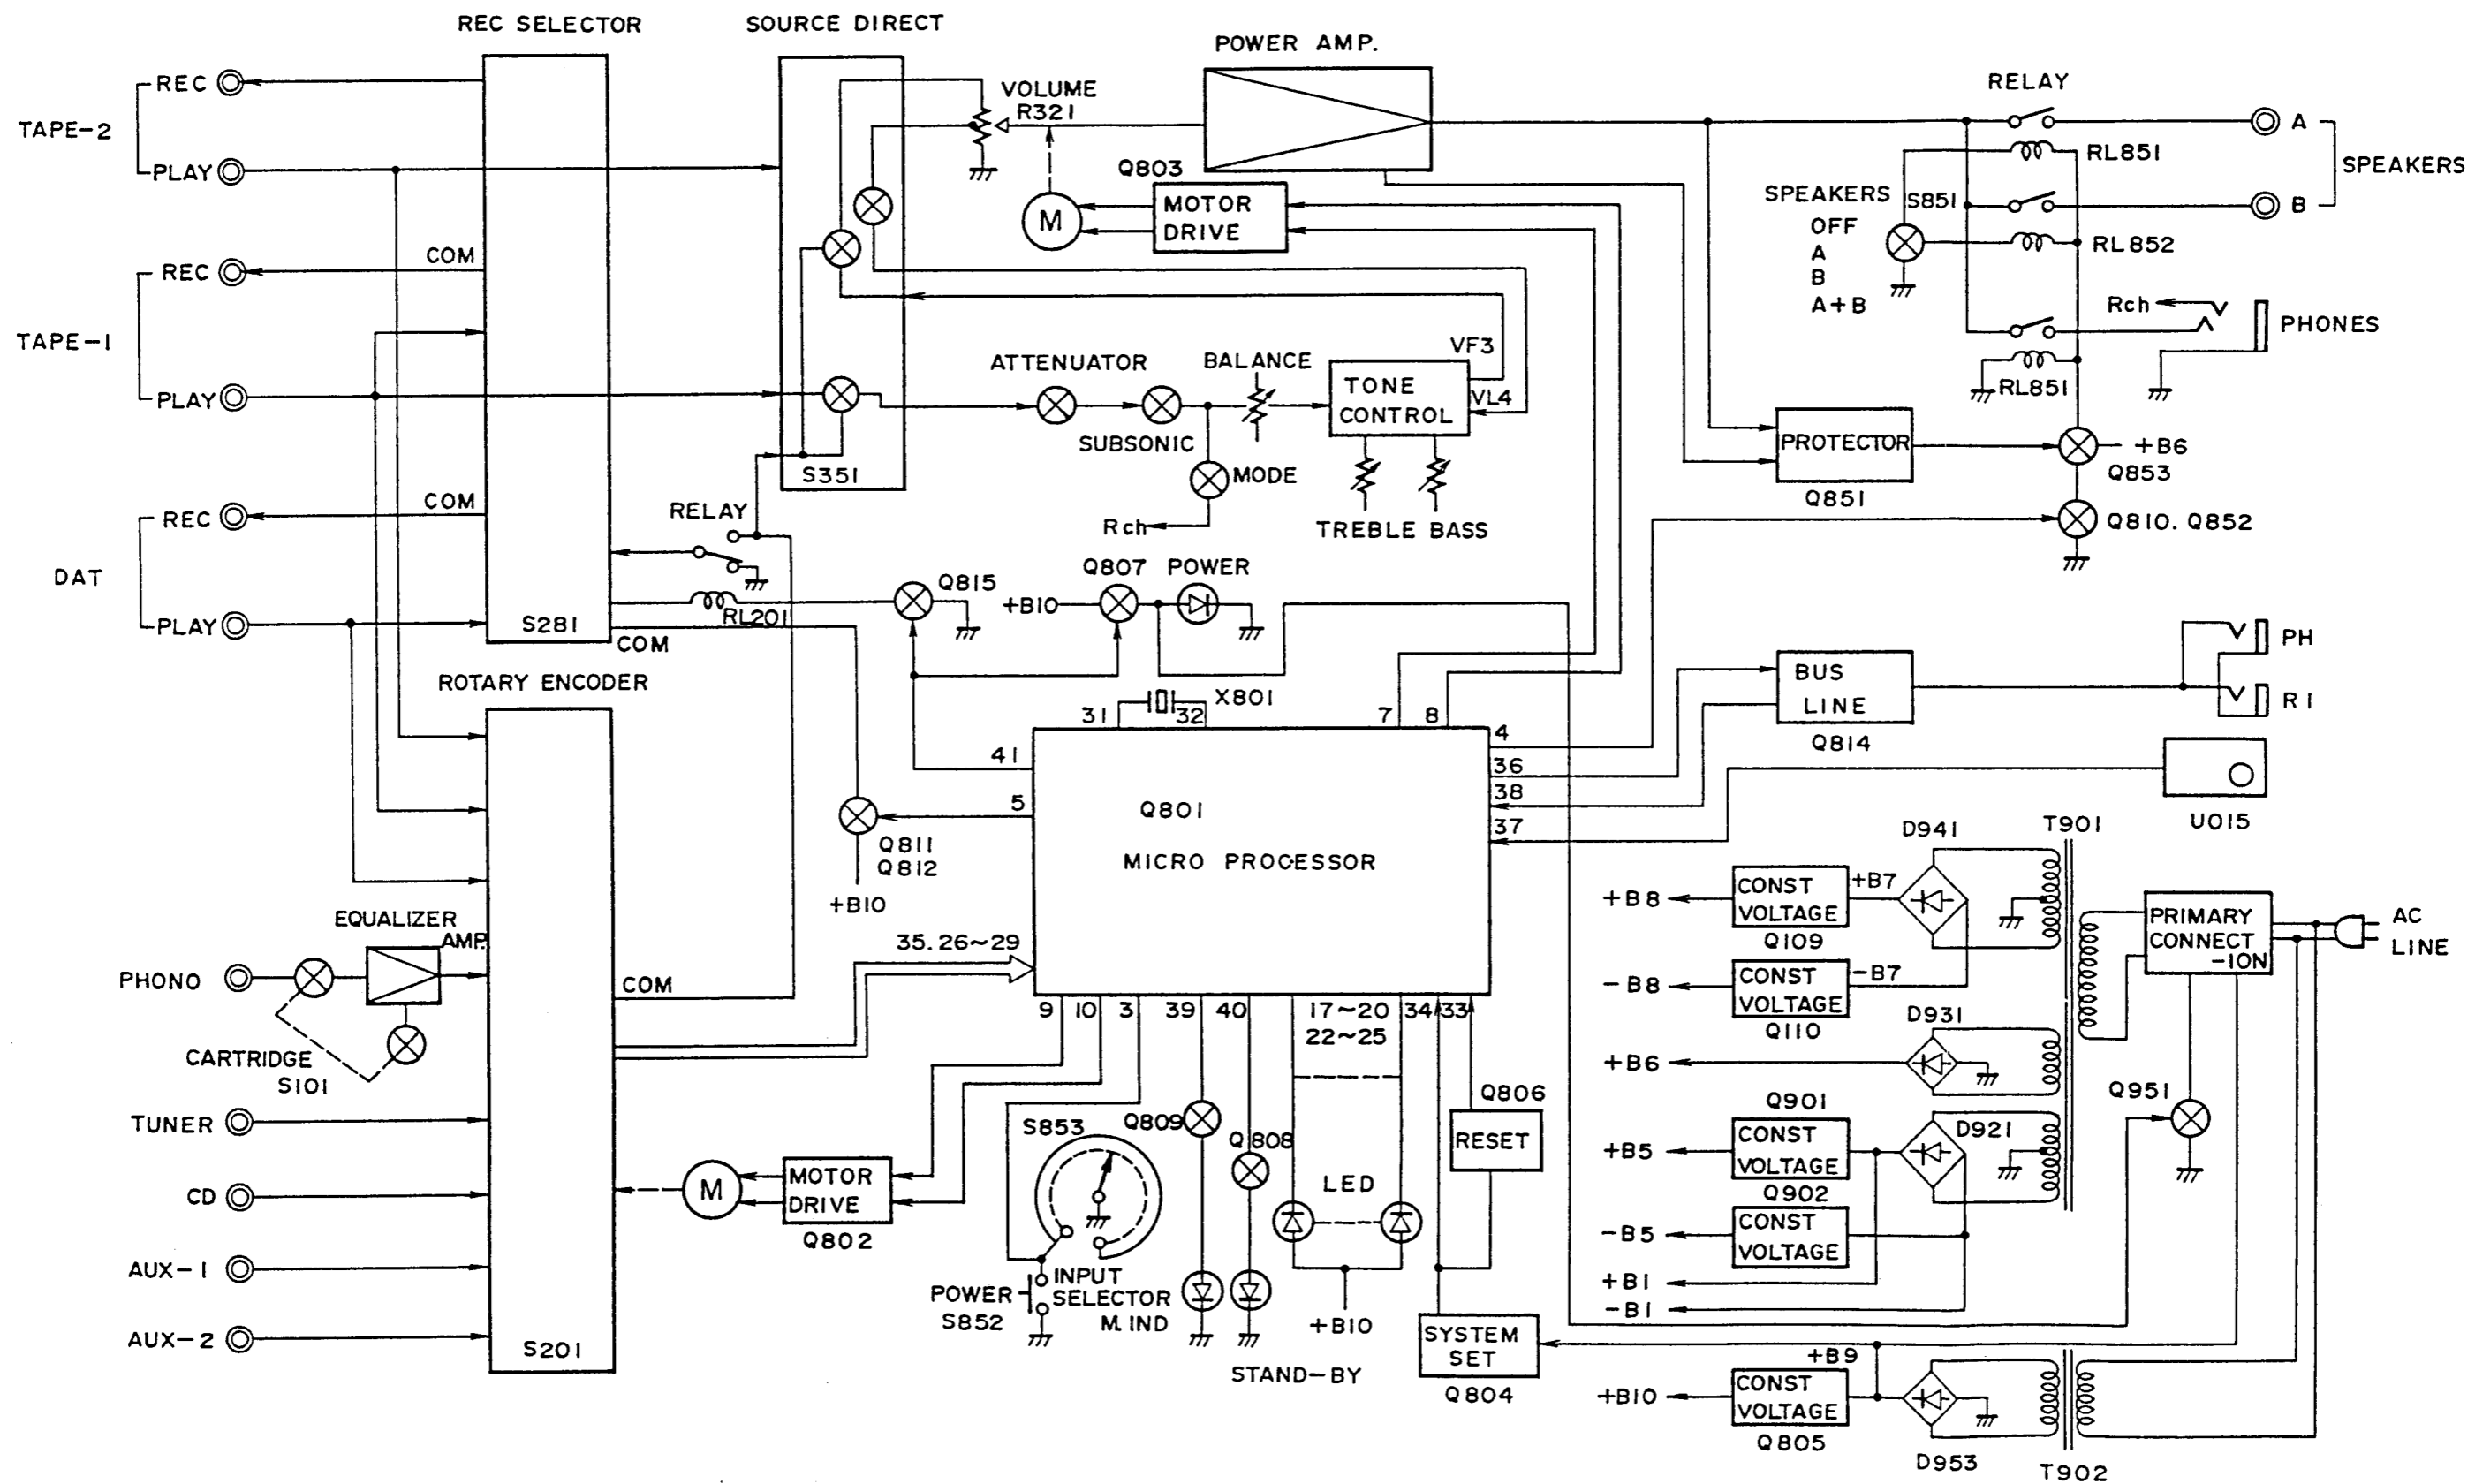 REC SELECTOR
SOURCE DIRECT
POWER AMP.
RELAY
TAPE-2
REC
PLAY
VOLUME
R321
A
B
SPEAKERS
RL851
Q803
MOTOR
DRIVE
M
SPEAKERS
S851
OFF
A
B
A+B
RL852
TAPE-1
REC
COM
PLAY
Rch
PHONES
RL851
ATTENUATOR
BALANCE
VF3
TONE
CONTROL
VL4
SUBSONIC
MODE
Rch
TREBLE BASS
S351
PROTECTOR
Q851
+B6
Q853
Q810. Q852
DAT
REC
COM
PLAY
RELAY
S281
RL201
COM
Q815
+B10
Q807
POWER
ROTARY ENCODER
X801
31
32
7
8
41
5
4
36
38
37
Q801
MICRO PROCESSOR
Q811
Q812
+B10
35.26~29
9
10
3
39
40
17~20
22~25
34
33
BUS
LINE
Q814
PH
RI
U015
EQUALIZER
AMP.
PHONO
CARTRIDGE
S101
COM
TUNER
CD
AUX-1
AUX-2
S201
M
MOTOR
DRIVE
Q802
S853
POWER
S852
INPUT
SELECTOR
M.IND
Q809
Q808
STAND-BY
LED
+B10
Q806
RESET
SYSTEM
SET
Q804
D941
T901
+B8
CONST
VOLTAGE
+B7
Q109
-B8
CONST
VOLTAGE
-B7
Q110
D931
+B6
Q901
+B5
CONST
VOLTAGE
D921
Q902
-B5
CONST
VOLTAGE
+B1
-B1
PRIMARY
CONNECT
-ION
AC
LINE
Q951
+B9
+B10
CONST
VOLTAGE
Q805
D953
T902